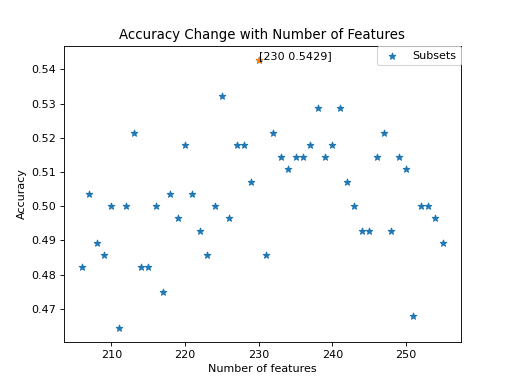 Accuracy Change with Number of Features
[230 0.5429]
Subsets
0.54
0.53
0.52
0.51
0.50
0.49
0.48
0.47
Accuracy
210 220 230 240 250
Number of features